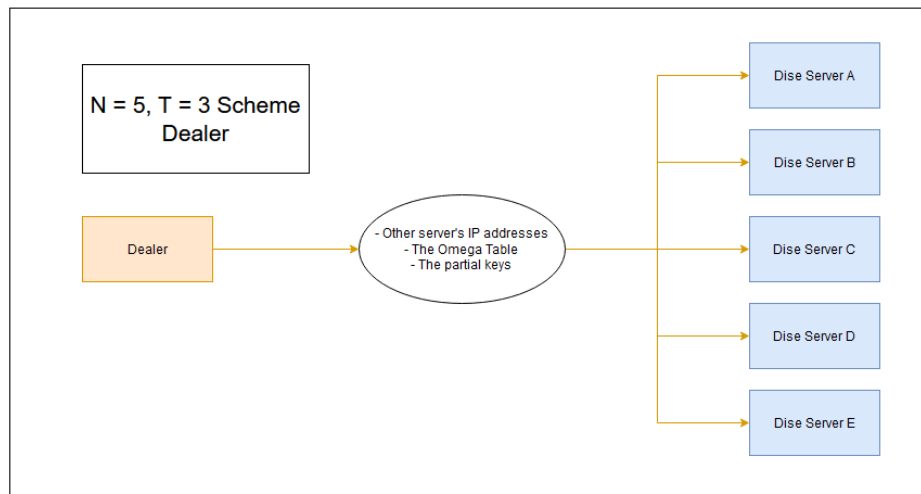 N = 5, T = 3 Scheme
Dealer
Dealer
- Other server's IP addresses
- The Omega Table
- The partial keys
Dise Server A
Dise Server B
Dise Server C
Dise Server D
Dise Server E